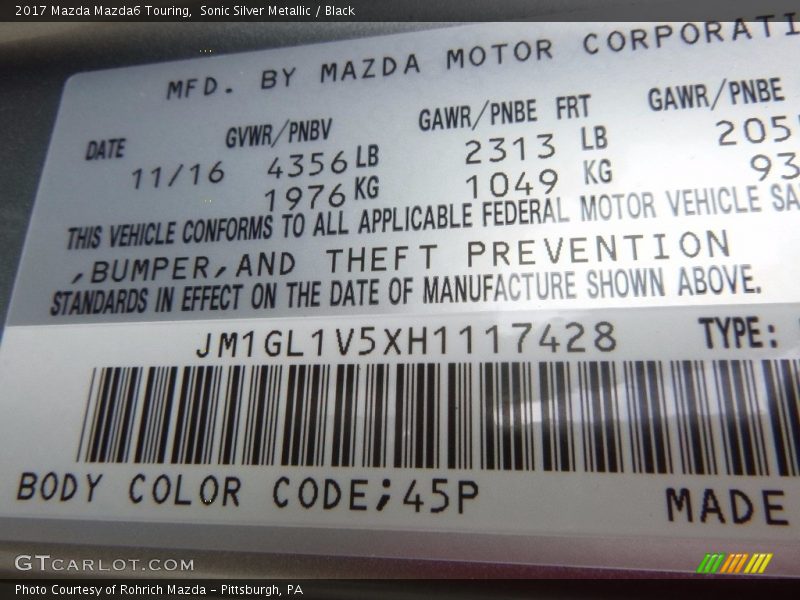 2017 Mazda Mazda6 Touring, Sonic Silver Metallic / Black
MFD. BY MAZDA MOTOR CORPORATI
DATE GVWR/PNBV GAWR/PNBE FRT GAWR/PNBE
11/16 4356 LB 2313 LB 205
1976 KG 1049 KG 93
THIS VEHICLE CONFORMS TO ALL APPLICABLE FEDERAL MOTOR VEHICLE SA
,BUMPER,AND THEFT PREVENTION
STANDARDS IN EFFECT ON THE DATE OF MANUFACTURE SHOWN ABOVE.
JM1GL1V5XH1117428 TYPE:
BODY COLOR CODE;45P MADE
GTCARLOT.COM
Photo Courtesy of Rohrich Mazda - Pittsburgh, PA